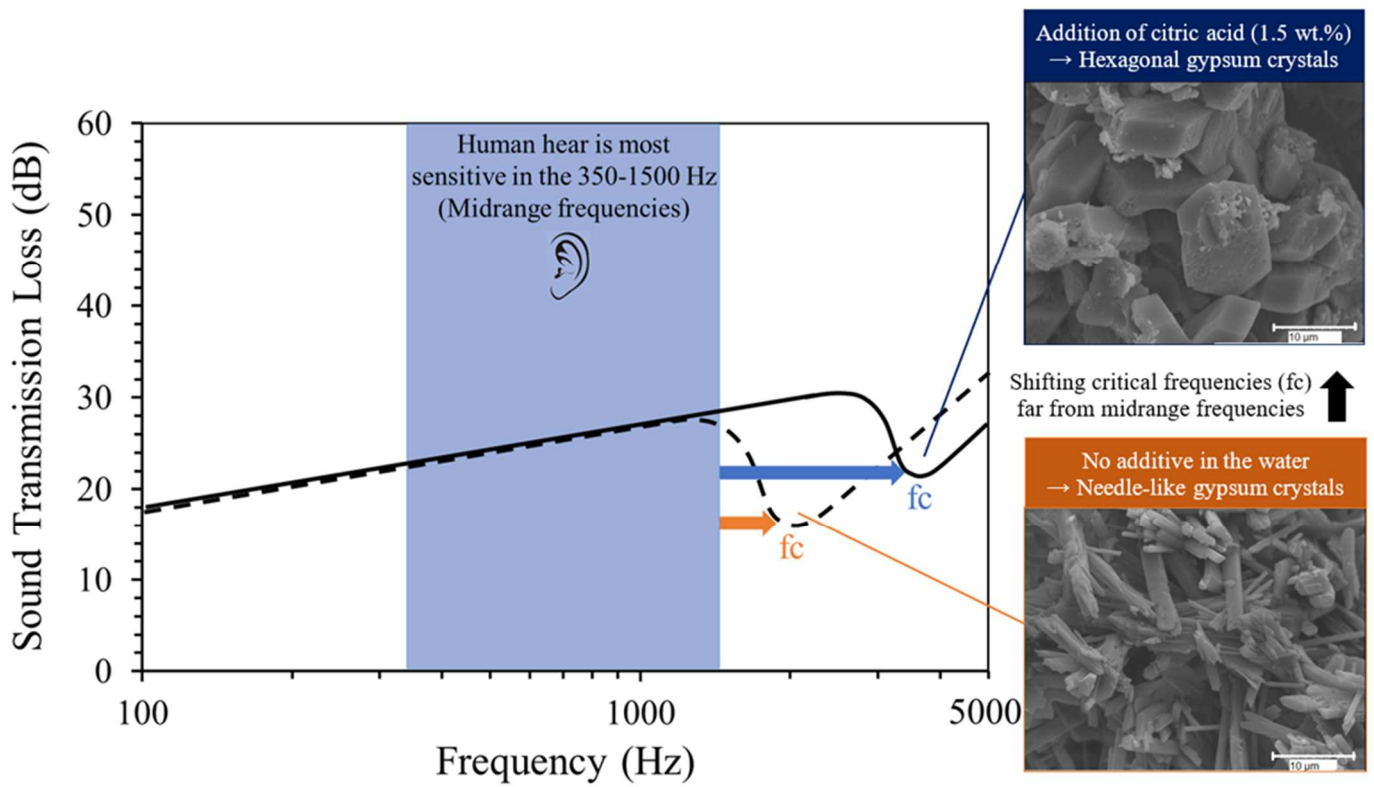 Addition of citric acid (1.5 wt.%)
→ Hexagonal gypsum crystals
10 µm
Shifting critical frequencies (fc)
far from midrange frequencies
No additive in the water
→ Needle-like gypsum crystals
10 µm
Human hear is most
sensitive in the 350-1500 Hz
(Midrange frequencies)
fc
fc
Sound Transmission Loss (dB)
60
50
40
30
20
10
0
100
1000
5000
Frequency (Hz)